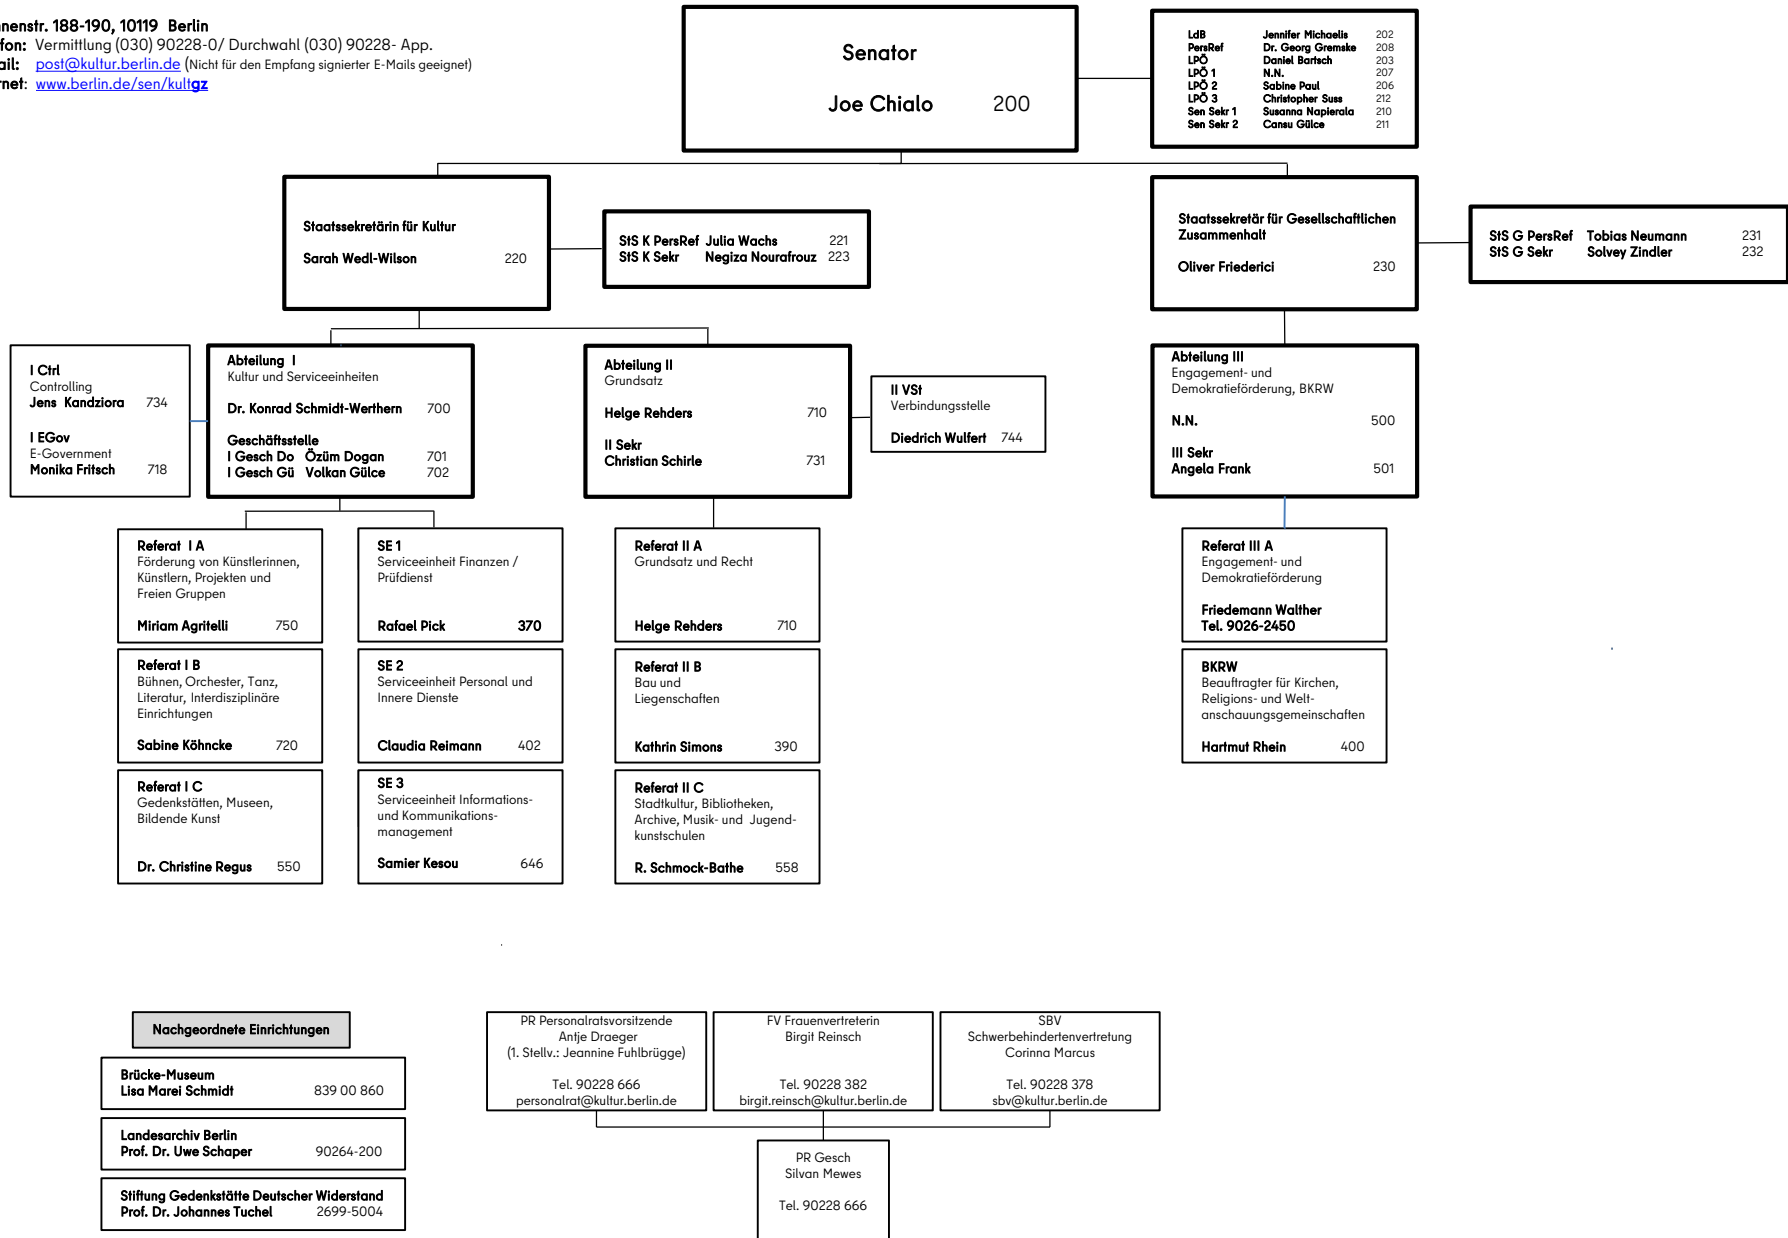 188-190, 10119 Berlin
Vermittlung (030) 90228-0/ Durchwahl (030) 90228- App.
post@kultur.berlin.de (Nicht für den Empfang signierter E-Mails geeignet)
www.berlin.de/sen/kultgz
Senator
Joe Chialo 200
LdB Jennifer Michaelis 202
PersRef Dr. Georg Gremske 208
LPÖ Daniel Bartsch 203
LPÖ 1 N.N. 207
LPÖ 2 Sabine Paul 206
LPÖ 3 Christopher Suss 212
Sen Sekr 1 Susanna Napierala 210
Sen Sekr 2 Cansu Gülce 211
Staatssekretärin für Kultur
Sarah Wedl-Wilson 220
StS K PersRef Julia Wachs 221
StS K Sekr Negiza Nourafrouz 223
Staatssekretär für Gesellschaftlichen
Zusammenhalt
Oliver Friederici 230
StS G PersRef Tobias Neumann 231
StS G Sekr Solvey Zindler 232
I Ctrl
Controlling
Jens Kandziora 734
I EGov
E-Government
Monika Fritsch 718
Abteilung I
Kultur und Serviceeinheiten
Dr. Konrad Schmidt-Werthern 700
Geschäftsstelle
I Gesch Do Özüm Dogan 701
I Gesch Gü Volkan Gülce 702
Abteilung II
Grundsatz
Helge Rehders 710
II Sekr
Christian Schirle 731
II VSt
Verbindungsstelle
Diedrich Wulfert 744
Abteilung III
Engagement- und
Demokratieförderung, BKRW
N.N. 500
III Sekr
Angela Frank 501
Referat I A
Förderung von Künstlerinnen,
Künstlern, Projekten und
Freien Gruppen
Miriam Agritelli 750
SE 1
Serviceeinheit Finanzen /
Prüfdienst
Rafael Pick 370
Referat II A
Grundsatz und Recht
Helge Rehders 710
Referat III A
Engagement- und
Demokratieförderung
Friedemann Walther
Tel. 9026-2450
Referat I B
Bühnen, Orchester, Tanz,
Literatur, Interdisziplinäre
Einrichtungen
Sabine Köhncke 720
SE 2
Serviceeinheit Personal und
Innere Dienste
Claudia Reimann 402
Referat II B
Bau und
Liegenschaften
Kathrin Simons 390
BKRW
Beauftragter für Kirchen,
Religions- und Welt-
anschauungsgemeinschaften
Hartmut Rhein 400
Referat I C
Gedenkstätten, Museen,
Bildende Kunst
Dr. Christine Regus 550
SE 3
Serviceeinheit Informations-
und Kommunikations-
management
Samier Kesou 646
Referat II C
Stadtkultur, Bibliotheken,
Archive, Musik- und Jugend-
kunstschulen
R. Schmock-Bathe 558
Nachgeordnete Einrichtungen
Brücke-Museum
Lisa Marei Schmidt 839 00 860
Landesarchiv Berlin
Prof. Dr. Uwe Schaper 90264-200
Stiftung Gedenkstätte Deutscher Widerstand
Prof. Dr. Johannes Tuchel 2699-5004
PR Personalratsvorsitzende
Antje Draeger
(1. Stellv.: Jeannine Fuhlbrügge)
Tel. 90228 666
personalrat@kultur.berlin.de
FV Frauenvertreterin
Birgit Reinsch
Tel. 90228 382
birgit.reinsch@kultur.berlin.de
SBV
Schwerbehindertenvertretung
Corinna Marcus
Tel. 90228 378
sbv@kultur.berlin.de
PR Gesch
Silvan Mewes
Tel. 90228 666